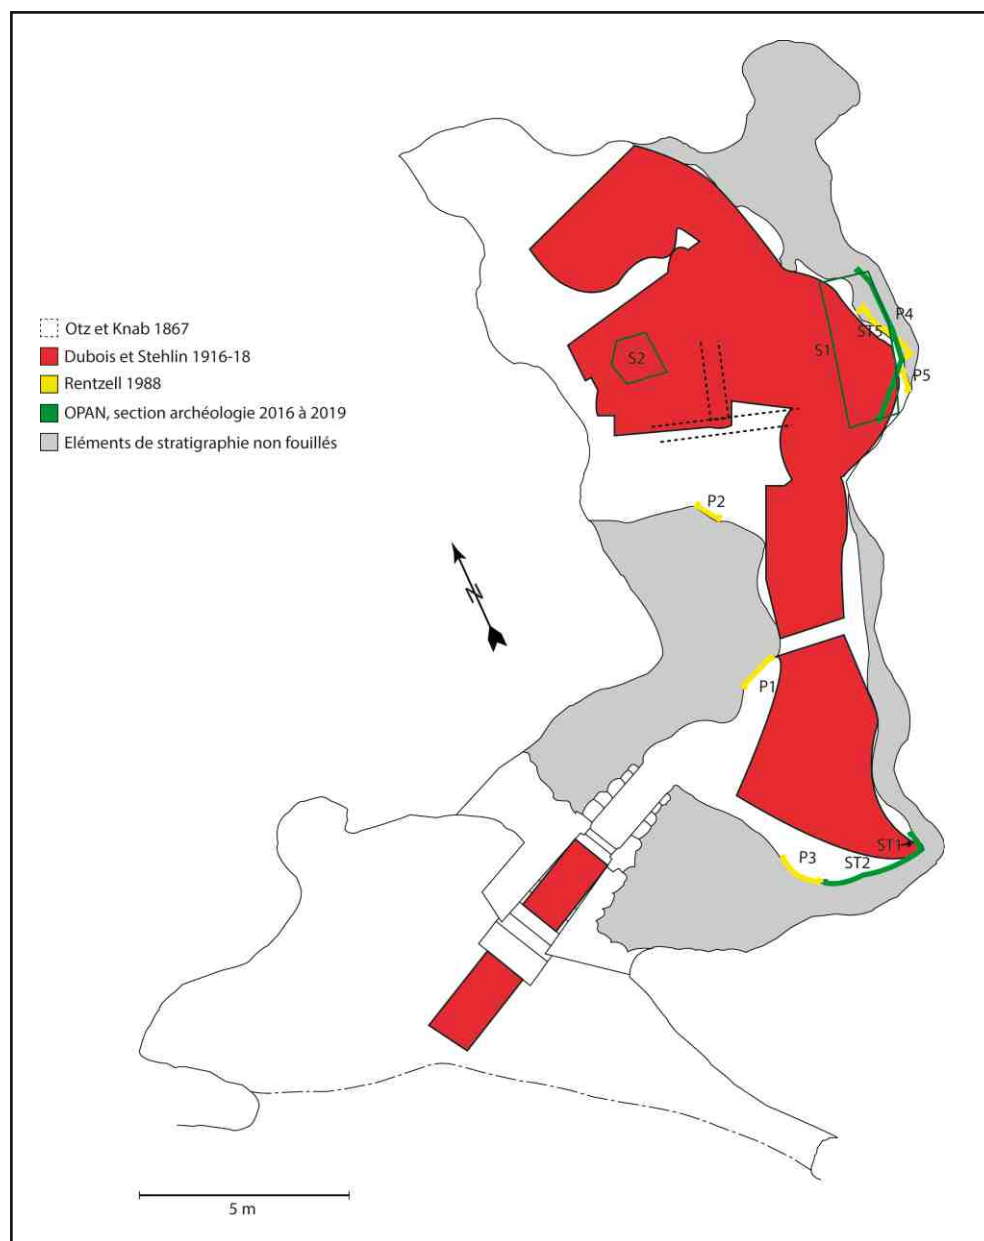 P4
ST5
S1
P5
S2
Otz et Knab 1867
Dubois et Stehlin 1916-18
Rentzell 1988
OPAN, section archéologie 2016 à 2019
Eléments de stratigraphie non fouillés
P2
N
P1
ST1
P3
ST2
5 m